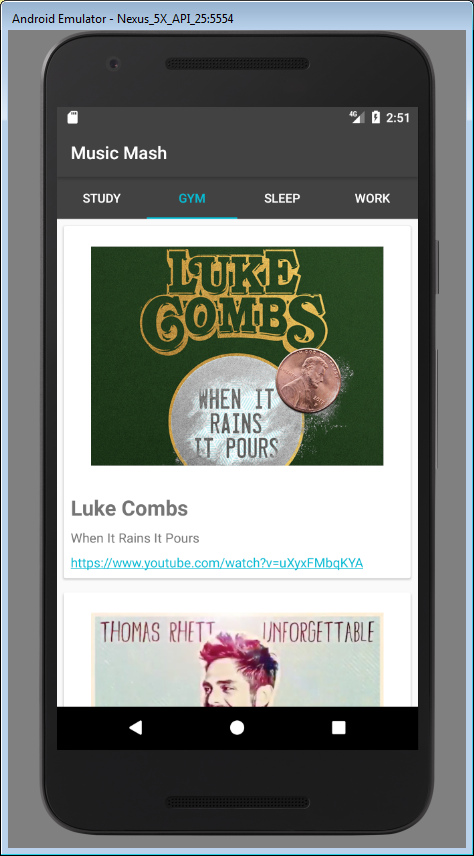 Android Emulator - Nexus_5X_API_25:5554
4G 2:51
Music Mash
STUDY GYM SLEEP WORK
LUKE
COMBS
WHEN IT
RAINS
IT POURS
Luke Combs
When It Rains It Pours
https://www.youtube.com/watch?v=uXyxFMbqKYA
THOMAS RHETT UNFORGETTABLE